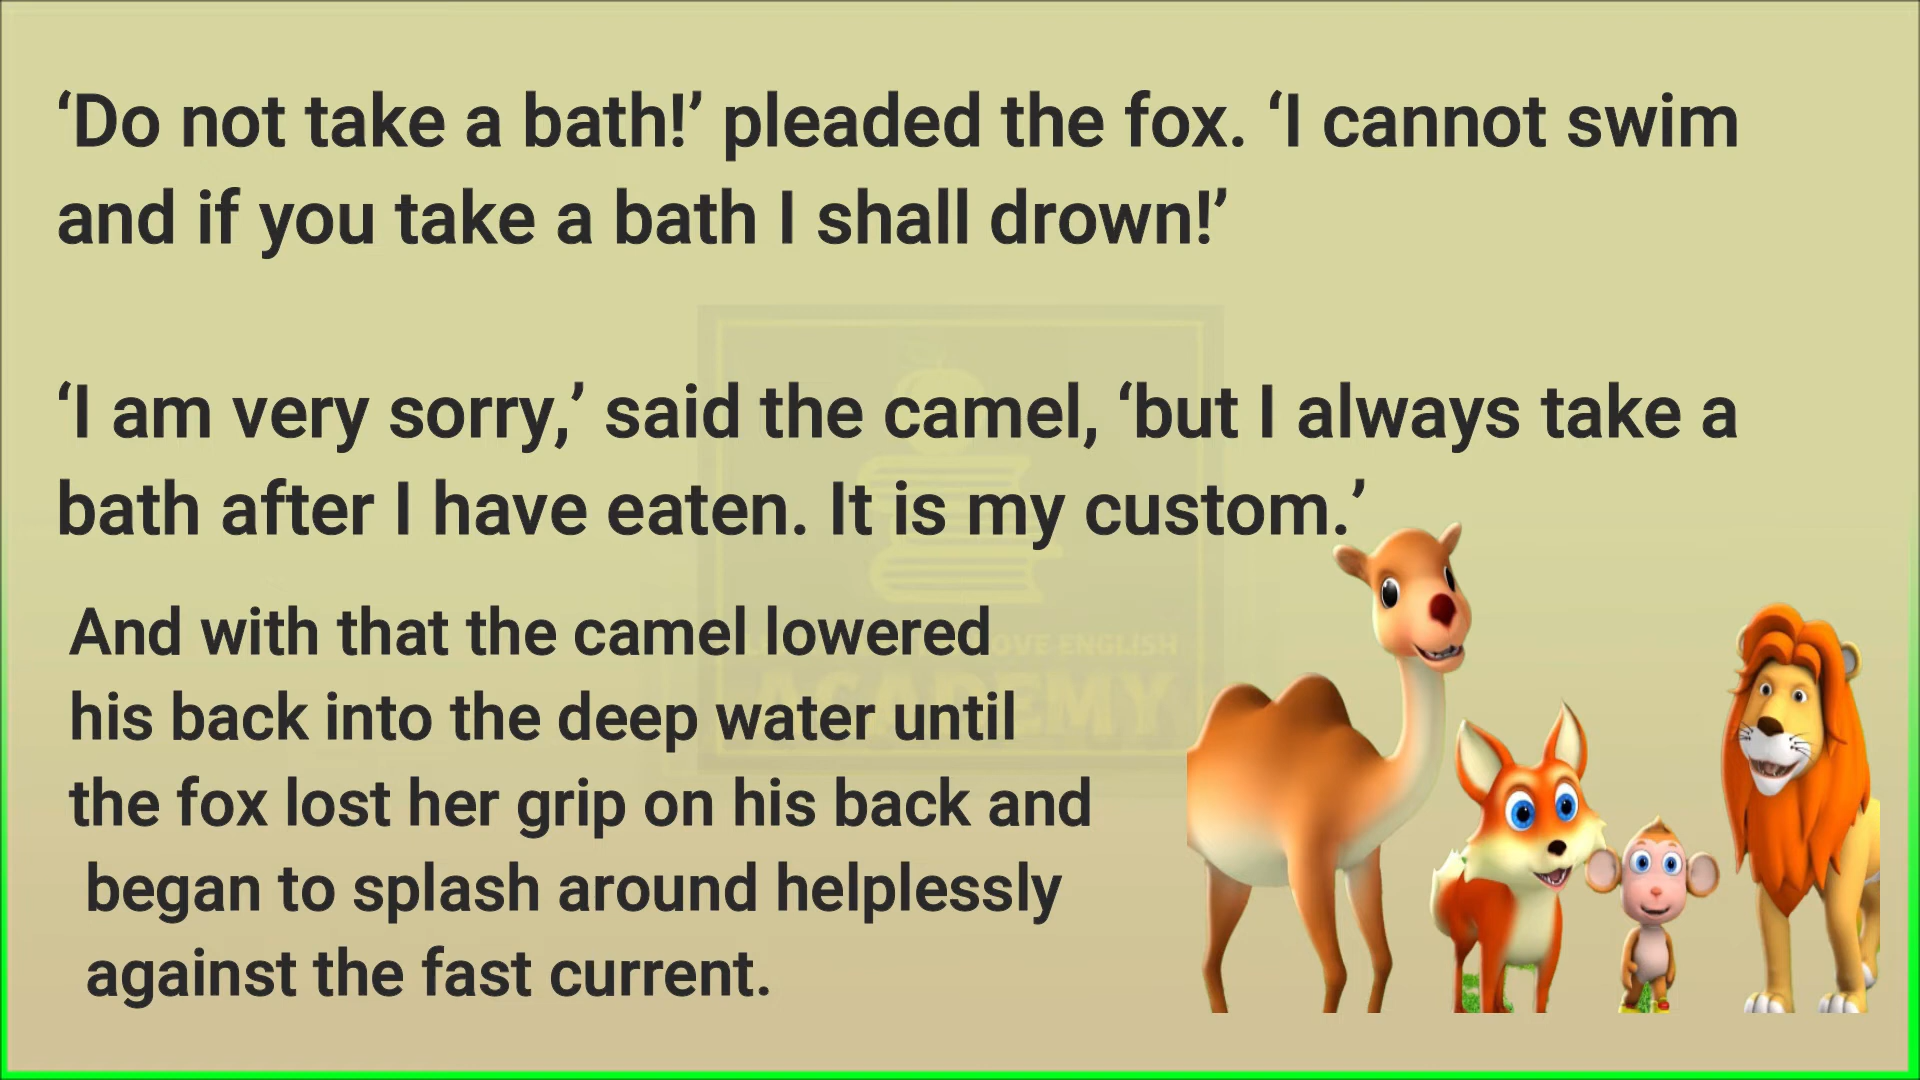 ‘Do not take a bath!’ pleaded the fox. ‘I cannot swim
and if you take a bath I shall drown!’
‘I am very sorry,’ said the camel, ‘but I always take a
bath after I have eaten. It is my custom.’
And with that the camel lowered
his back into the deep water until
the fox lost her grip on his back and
began to splash around helplessly
against the fast current.
ENGLISH
ACADEMY